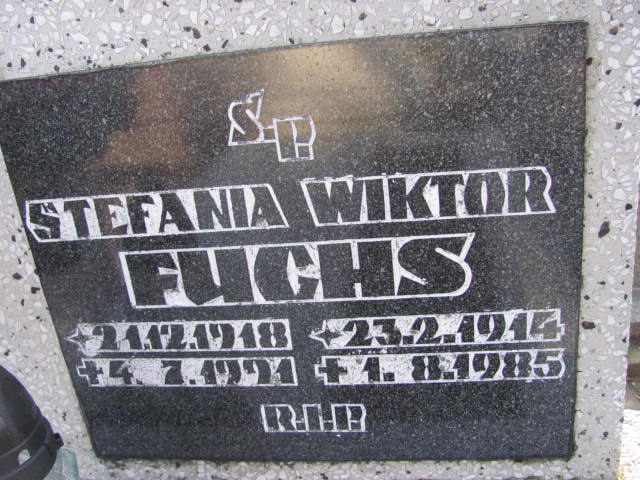 Ś.P.
STEFANIA WIKTOR
FUCHS
*21.12.1918 *23.2.1914
+4.7.1991 +1.8.1985
R.I.P.